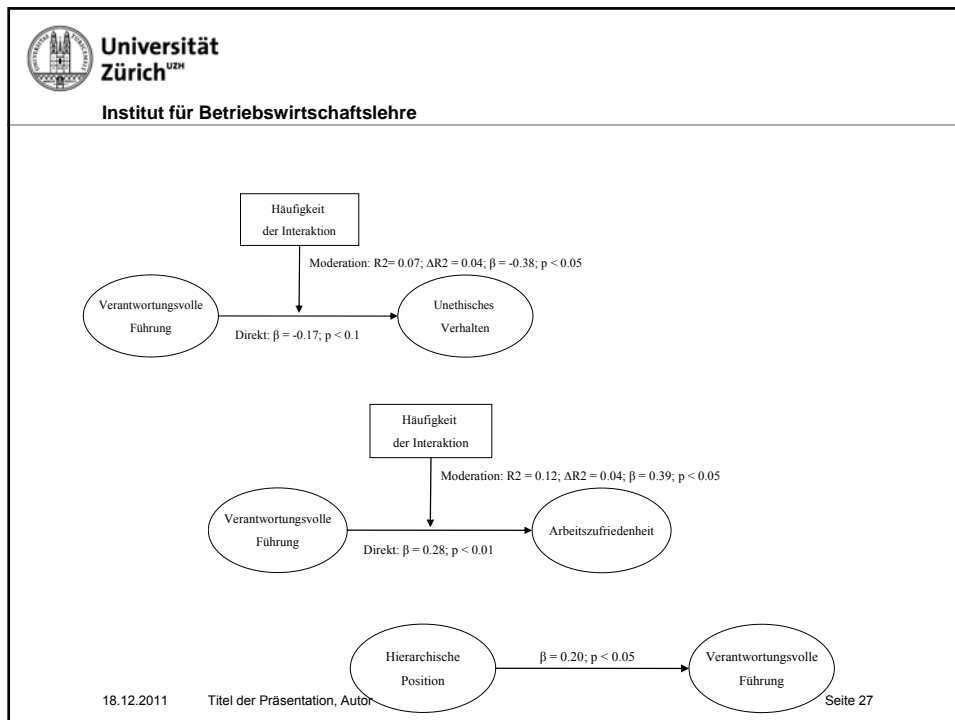 Universität
Zürich UZH
Institut für Betriebswirtschaftslehre
Häufigkeit
der Interaktion
Moderation: R2= 0.07; ΔR2 = 0.04; β = -0.38; p < 0.05
Verantwortungsvolle
Führung
Unethisches
Verhalten
Direkt: β = -0.17; p < 0.1
Häufigkeit
der Interaktion
Moderation: R2 = 0.12; ΔR2 = 0.04; β = 0.39; p < 0.05
Verantwortungsvolle
Führung
Arbeitszufriedenheit
Direkt: β = 0.28; p < 0.01
Hierarchische
Position
β = 0.20; p < 0.05
Verantwortungsvolle
Führung
18.12.2011 Titel der Präsentation, Autor Seite 27